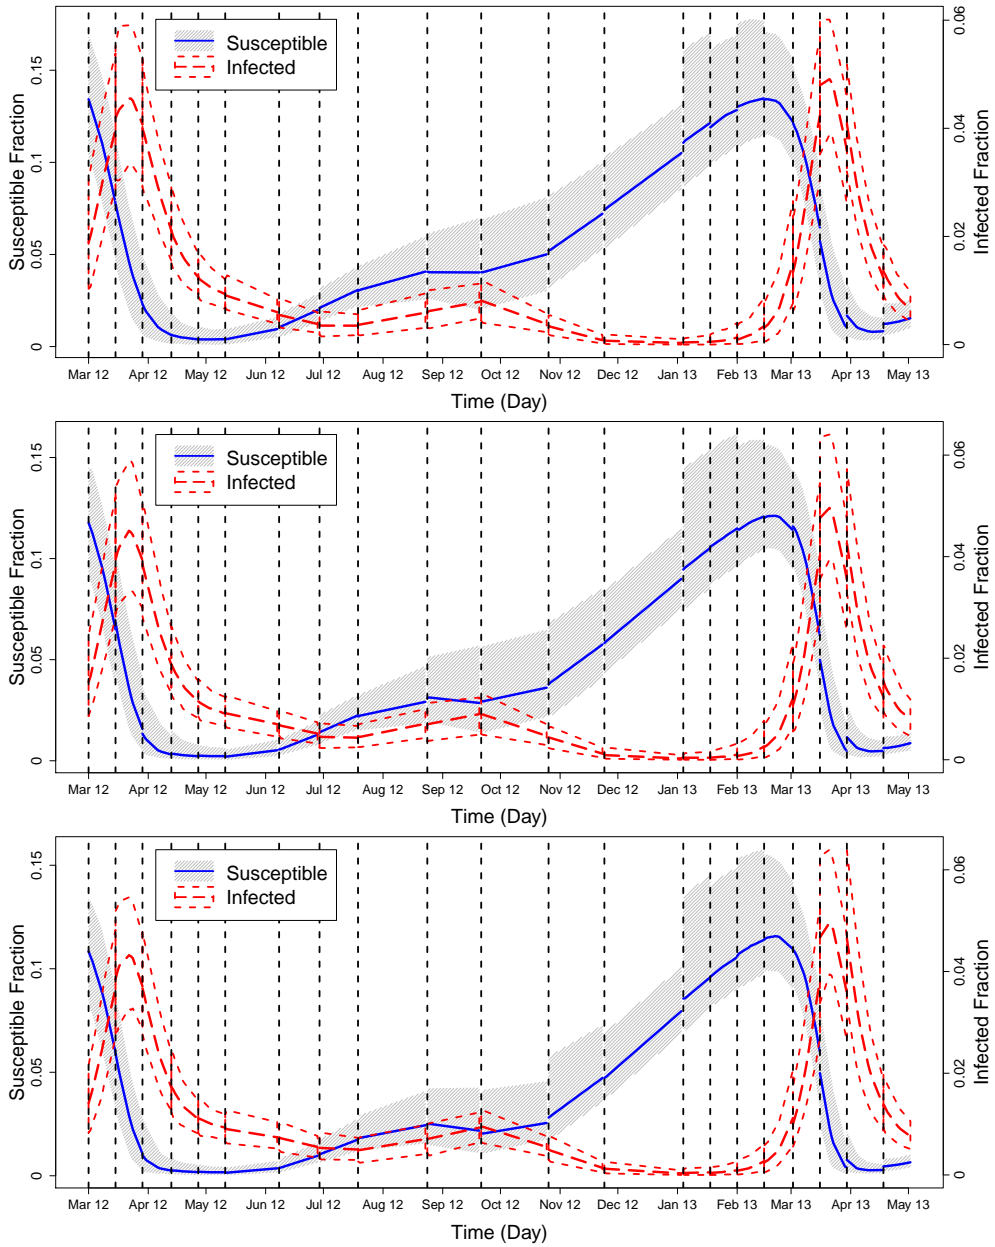 Susceptible
Infected
Susceptible Fraction
0 0.05 0.1 0.15
Infected Fraction
0 0.02 0.04 0.06
Mar 12 Apr 12 May 12 Jun 12 Jul 12 Aug 12 Sep 12 Oct 12 Nov 12 Dec 12 Jan 13 Feb 13 Mar 13 Apr 13 May 13
Time (Day)
Susceptible
Infected
Susceptible Fraction
0 0.05 0.1 0.15
Infected Fraction
0 0.02 0.04 0.06
Mar 12 Apr 12 May 12 Jun 12 Jul 12 Aug 12 Sep 12 Oct 12 Nov 12 Dec 12 Jan 13 Feb 13 Mar 13 Apr 13 May 13
Time (Day)
Susceptible
Infected
Susceptible Fraction
0 0.05 0.1 0.15
Infected Fraction
0 0.02 0.04 0.06
Mar 12 Apr 12 May 12 Jun 12 Jul 12 Aug 12 Sep 12 Oct 12 Nov 12 Dec 12 Jan 13 Feb 13 Mar 13 Apr 13 May 13
Time (Day)